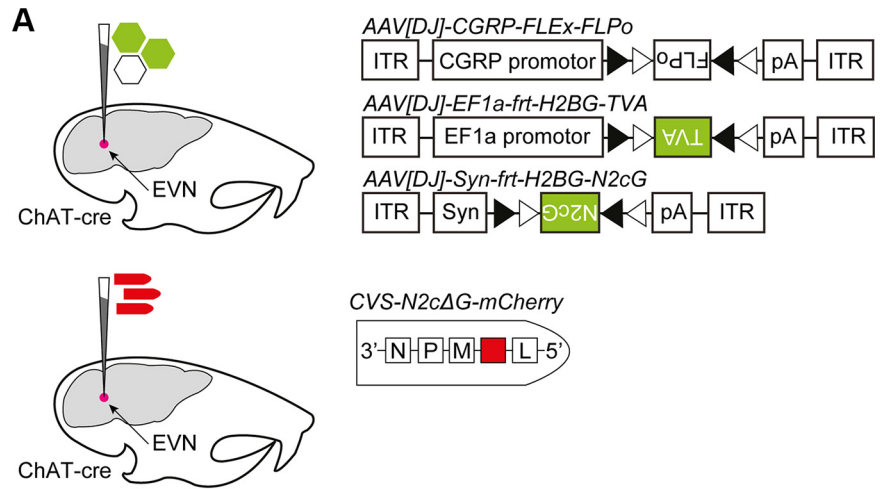 A
AAV[DJ]-CGRP-FLEx-FLPo
ITR CGRP promotor FLPo pA ITR
AAV[DJ]-EF1a-frt-H2BG-TVA
ITR EF1a promotor TVA pA ITR
AAV[DJ]-Syn-frt-H2BG-N2cG
ITR Syn N2cG pA ITR
EVN
ChAT-cre
CVS-N2cΔG-mCherry
3’ N P M L 5’
EVN
ChAT-cre